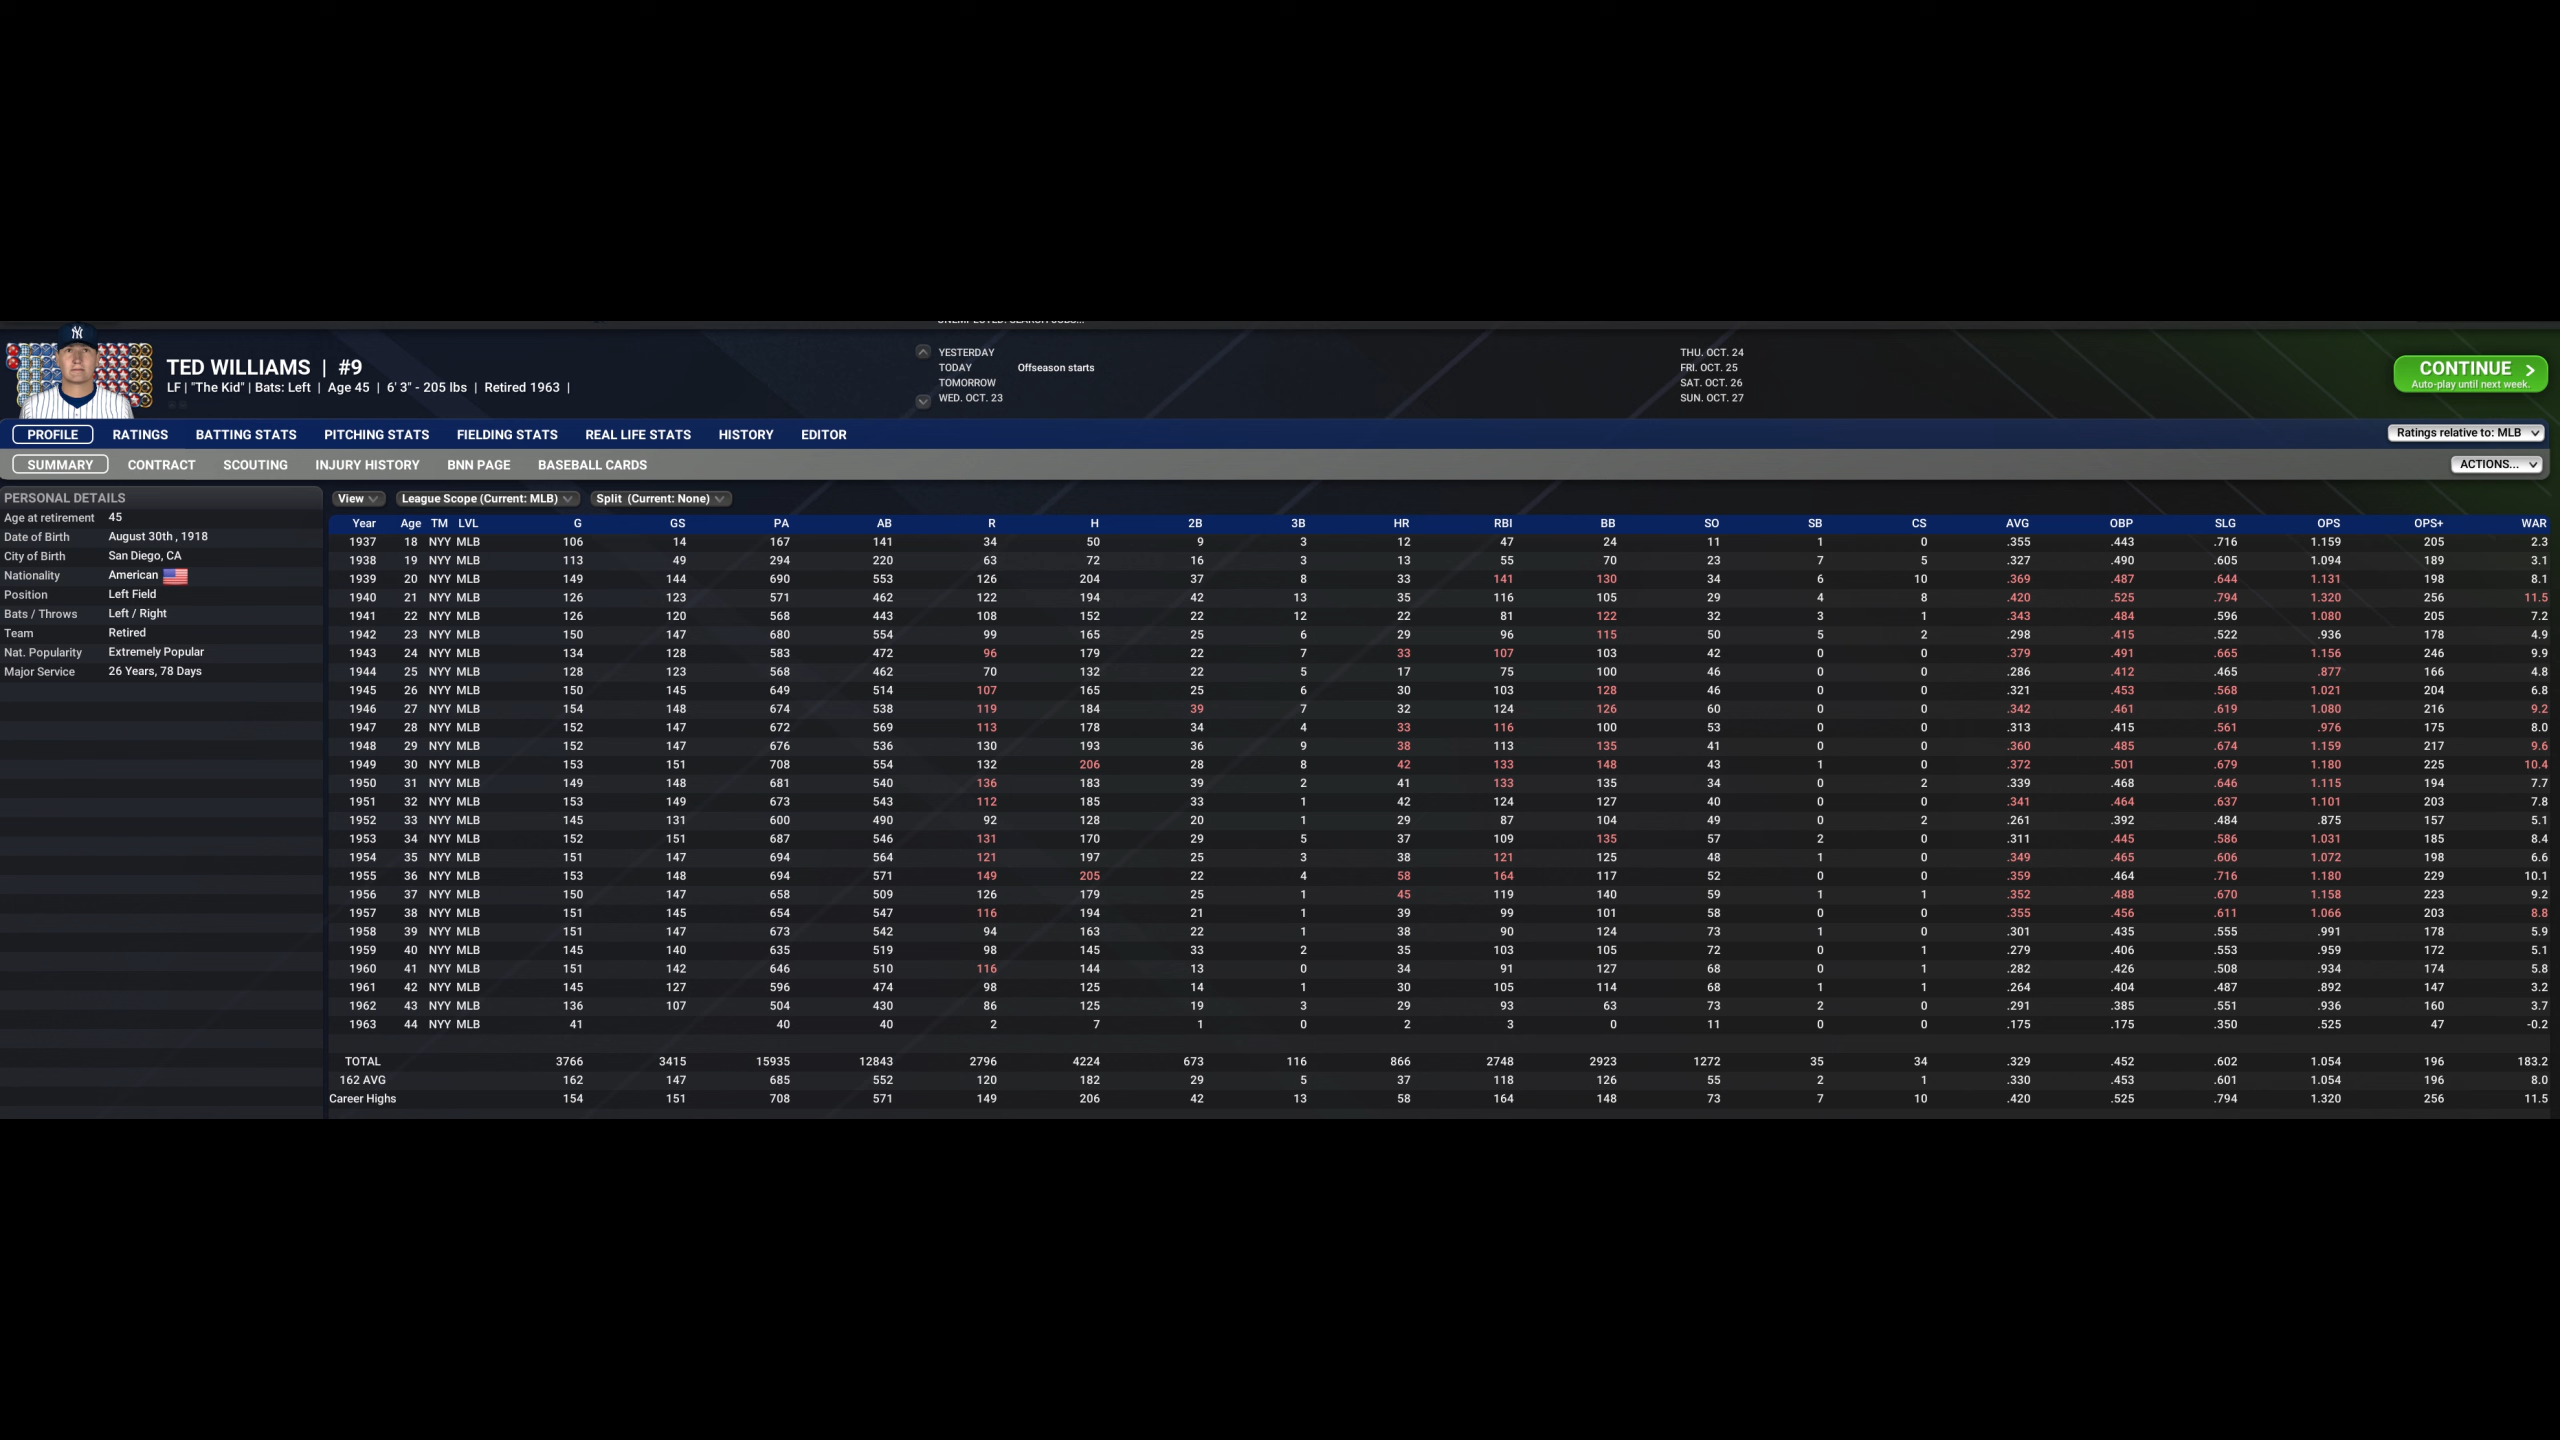 TED WILLIAMS | #9
LF | "The Kid" | Bats: Left | Age 45 | 6' 3" - 205 lbs | Retired 1963 |
YESTERDAY
TODAY Offseason starts
TOMORROW
WED. OCT. 23
THU. OCT. 24
FRI. OCT. 25
SAT. OCT. 26
SUN. OCT. 27
CONTINUE
Auto-play until next week.
PROFILE RATINGS BATTING STATS PITCHING STATS FIELDING STATS REAL LIFE STATS HISTORY EDITOR Ratings relative to: MLB
SUMMARY CONTRACT SCOUTING INJURY HISTORY BNN PAGE BASEBALL CARDS ACTIONS...
PERSONAL DETAILS
Age at retirement 45
Date of Birth August 30th , 1918
City of Birth San Diego, CA
Nationality American
Position Left Field
Bats / Throws Left / Right
Team Retired
Nat. Popularity Extremely Popular
Major Service 26 Years, 78 Days
View League Scope (Current: MLB) Split (Current: None)
Year Age TM LVL G GS PA AB R H 2B 3B HR RBI BB SO SB CS AVG OBP SLG OPS OPS+ WAR
1937 18 NYY MLB 106 14 167 141 34 50 9 3 12 47 24 11 1 0 .355 .443 .716 1.159 205 2.3
1938 19 NYY MLB 113 49 294 220 63 72 16 3 13 55 70 23 7 5 .327 .490 .605 1.094 189 3.1
1939 20 NYY MLB 149 144 690 553 126 204 37 8 33 141 130 34 6 10 .369 .487 .644 1.131 198 8.1
1940 21 NYY MLB 126 123 571 462 122 194 42 13 35 116 105 29 4 8 .420 .525 .794 1.320 256 11.5
1941 22 NYY MLB 126 120 568 443 108 152 22 12 22 81 122 32 3 1 .343 .484 .596 1.080 205 7.2
1942 23 NYY MLB 150 147 680 554 99 165 25 6 29 96 115 50 5 2 .298 .415 .522 .936 178 4.9
1943 24 NYY MLB 134 128 583 472 96 179 22 7 33 107 103 42 0 0 .379 .491 .665 1.156 246 9.9
1944 25 NYY MLB 128 123 568 462 70 132 22 5 17 75 100 46 0 0 .286 .412 .465 .877 166 4.8
1945 26 NYY MLB 150 145 649 514 107 165 25 6 30 103 128 46 0 0 .321 .453 .568 1.021 204 6.8
1946 27 NYY MLB 154 148 674 538 119 184 39 7 32 124 126 60 0 0 .342 .461 .619 1.080 216 9.2
1947 28 NYY MLB 152 147 672 569 113 178 34 4 33 116 100 53 0 0 .313 .415 .561 .976 175 8.0
1948 29 NYY MLB 152 147 676 536 130 193 36 9 38 113 135 41 0 0 .360 .485 .674 1.159 217 9.6
1949 30 NYY MLB 153 151 708 554 132 206 28 8 42 133 148 43 1 0 .372 .501 .679 1.180 225 10.4
1950 31 NYY MLB 149 148 681 540 136 183 39 2 41 133 135 34 0 2 .339 .468 .646 1.115 194 7.7
1951 32 NYY MLB 153 149 673 543 112 185 33 1 42 124 127 40 0 0 .341 .464 .637 1.101 203 7.8
1952 33 NYY MLB 145 131 600 490 92 128 20 1 29 87 104 49 0 2 .261 .392 .484 .875 157 5.1
1953 34 NYY MLB 152 151 687 546 131 170 29 5 37 109 135 57 2 0 .311 .445 .586 1.031 185 8.4
1954 35 NYY MLB 151 147 694 564 121 197 25 3 38 121 125 48 1 0 .349 .465 .606 1.072 198 6.6
1955 36 NYY MLB 153 148 694 571 149 205 22 4 58 164 117 52 0 0 .359 .464 .716 1.180 229 10.1
1956 37 NYY MLB 150 147 658 509 126 179 25 1 45 119 140 59 1 1 .352 .488 .670 1.158 223 9.2
1957 38 NYY MLB 151 145 654 547 116 194 21 1 39 99 101 58 0 0 .355 .456 .611 1.066 203 8.8
1958 39 NYY MLB 151 147 673 542 94 163 22 1 38 90 124 73 1 0 .301 .435 .555 .991 178 5.9
1959 40 NYY MLB 145 140 635 519 98 145 33 2 35 103 105 72 0 1 .279 .406 .553 .959 172 5.1
1960 41 NYY MLB 151 142 646 510 116 144 13 0 34 91 127 68 0 1 .282 .426 .508 .934 174 5.8
1961 42 NYY MLB 145 127 596 474 98 125 14 1 30 105 114 68 1 1 .264 .404 .487 .892 147 3.2
1962 43 NYY MLB 136 107 504 430 86 125 19 3 29 93 63 73 2 0 .291 .385 .551 .936 160 3.7
1963 44 NYY MLB 41 40 40 2 7 1 0 2 3 0 11 0 0 .175 .175 .350 .525 47 -0.2
TOTAL 3766 3415 15935 12843 2796 4224 673 116 866 2748 2923 1272 35 34 .329 .452 .602 1.054 196 183.2
162 AVG 162 147 685 552 120 182 29 5 37 118 126 55 2 1 .330 .453 .601 1.054 196 8.0
Career Highs 154 151 708 571 149 206 42 13 58 164 148 73 7 10 .420 .525 .794 1.320 256 11.5